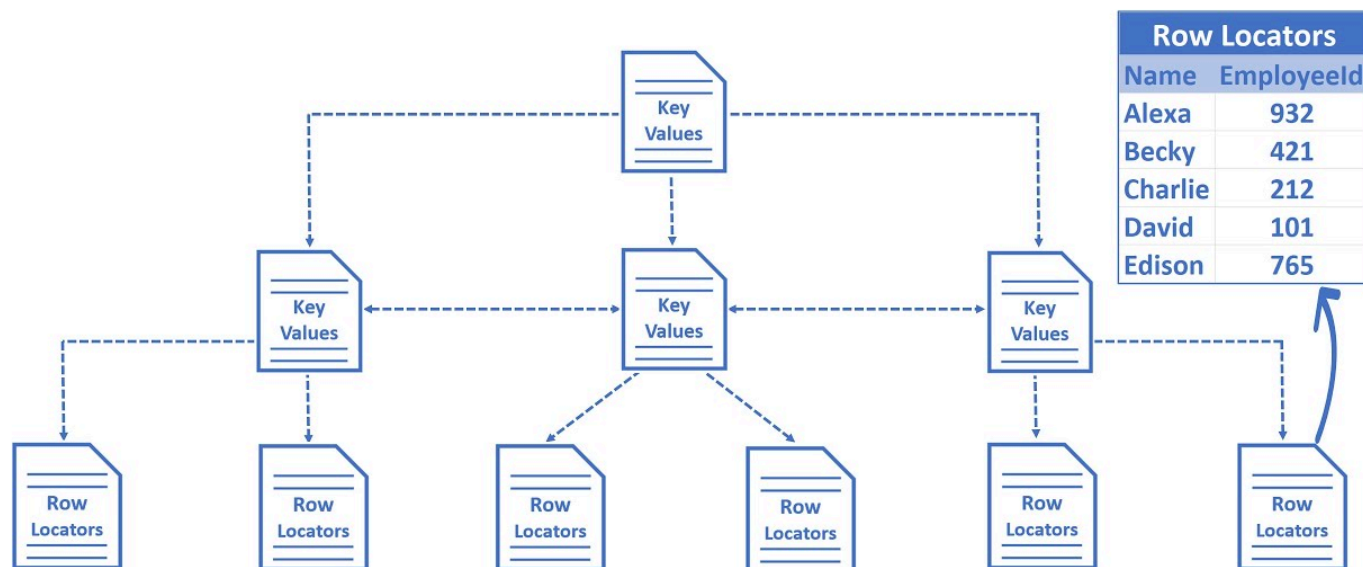 Row Locators
Name EmployeeId
Alexa 932
Becky 421
Charlie 212
David 101
Edison 765
Key
Values
Key
Values
Key
Values
Key
Values
Row
Locators
Row
Locators
Row
Locators
Row
Locators
Row
Locators
Row
Locators